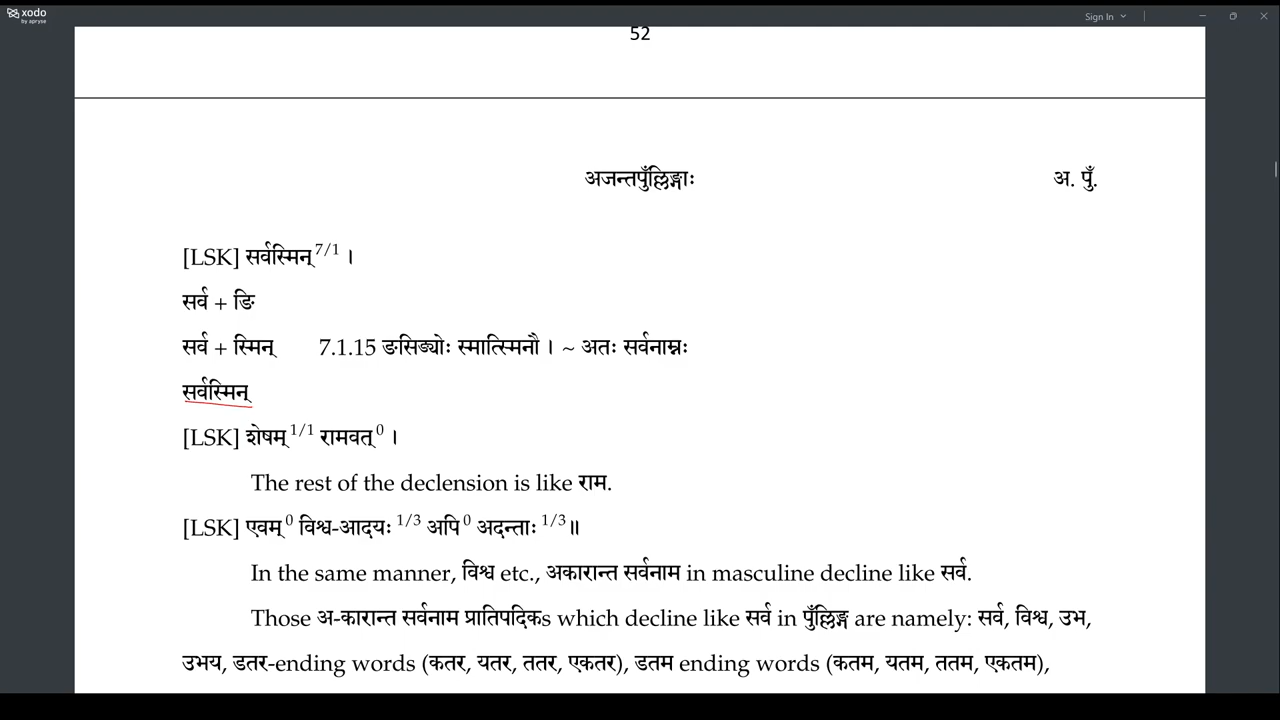 xodo
by apryse
Sign In
52
अजन्तपुँल्लिङ्गाः अ. पुँ.
[LSK] सर्वस्मिन् 7/1 ।
सर्व + ङि
सर्व + स्मिन् 7.1.15 ङसिङ्योः स्मात्स्मिनौ । ~ अतः सर्वनाम्नः
सर्वस्मिन्
[LSK] शेषम् 1/1 रामवत् 0 ।
The rest of the declension is like राम.
[LSK] एवम् 0 विश्व-आदयः 1/3 अपि 0 अदन्ताः 1/3 ॥
In the same manner, विश्व etc., अकारान्त सर्वनाम in masculine decline like सर्व.
Those अ-कारान्त सर्वनाम प्रातिपदिकs which decline like सर्व in पुँल्लिङ्ग are namely: सर्व, विश्व, उभ,
उभय, डतर-ending words (कतर, यतर, ततर, एकतर), डतम ending words (कतम, यतम, ततम, एकतम),